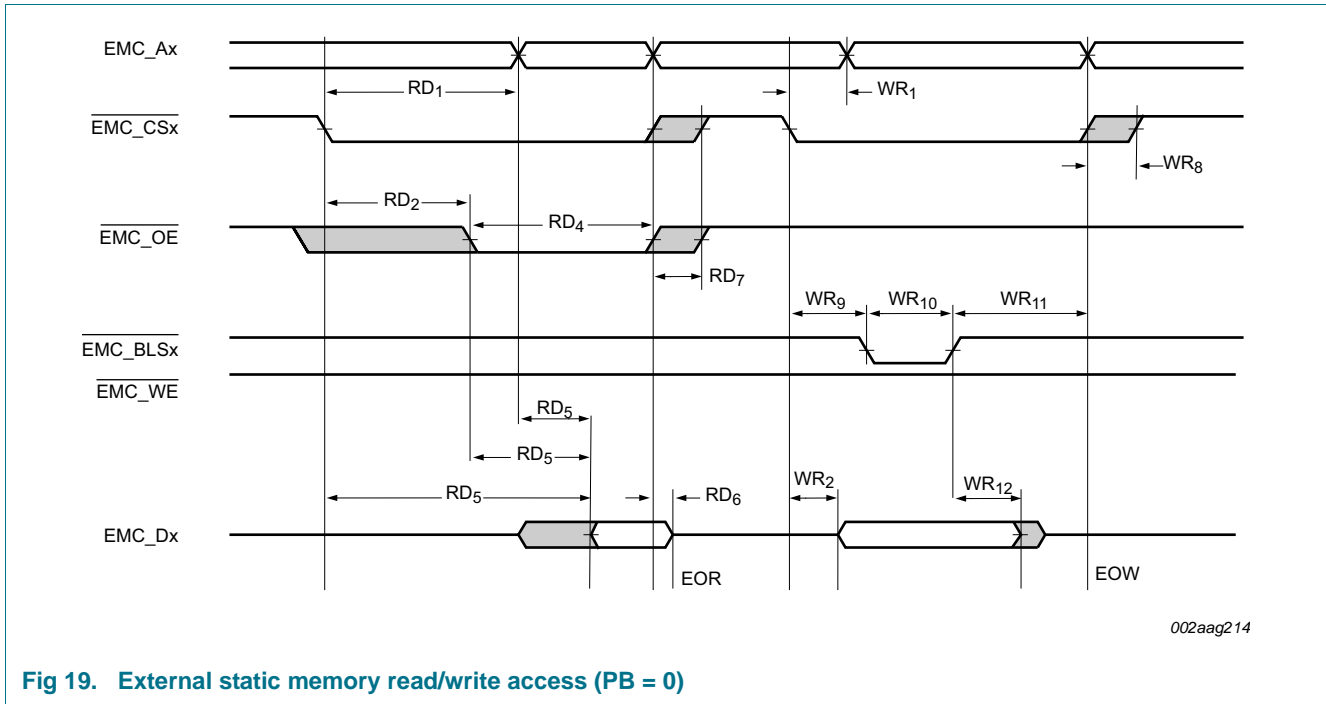 EMC_Ax
RD1
WR1
EMC_CSx
WR8
RD2
RD4
EMC_OE
RD7
WR9 WR10 WR11
EMC_BLSx
EMC_WE
RD5
RD5
RD5
RD6
WR2
WR12
EMC_Dx
EOR
EOW
002aag214
Fig 19. External static memory read/write access (PB = 0)